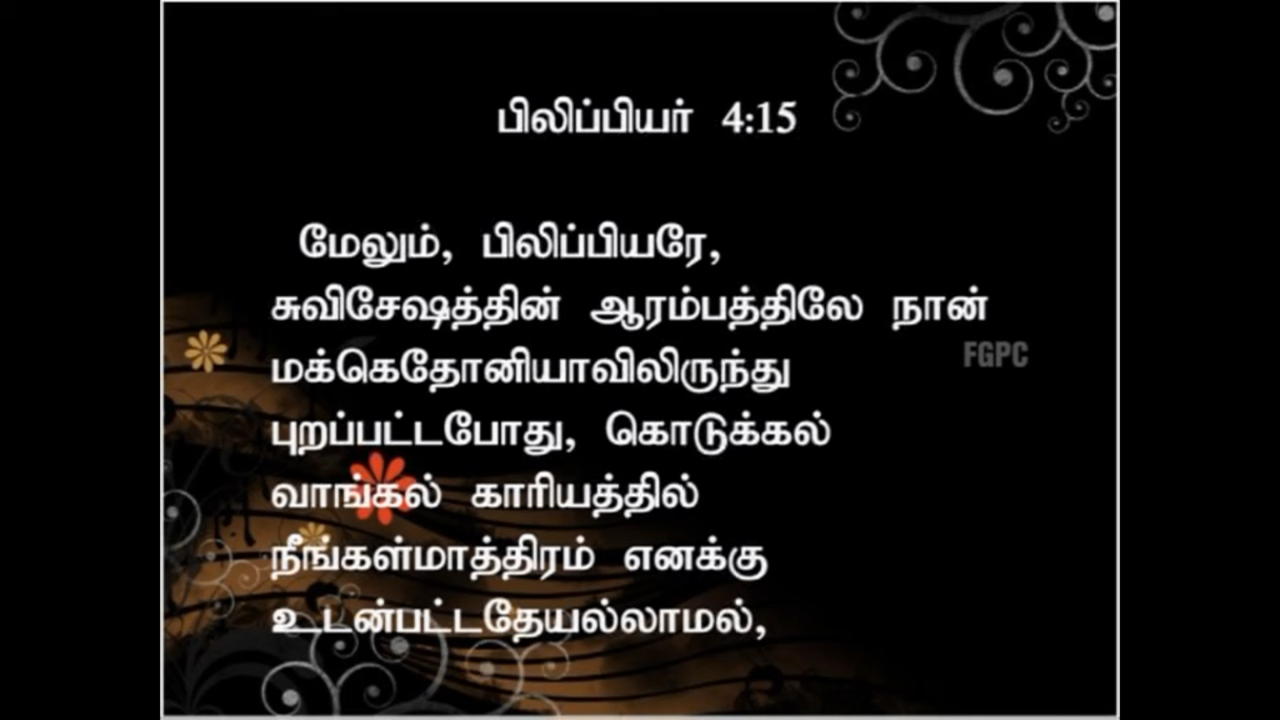 பிலிப்பியர் 4:15
மேலும், பிலிப்பியரே,
சுவிசேஷத்தின் ஆரம்பத்திலே நான்
மக்கெதோனியாவிலிருந்து
FGPC
புறப்பட்டபோது, கொடுக்கல்
வாங்கல் காரியத்தில்
நீங்கள்மாத்திரம் எனக்கு
உடன்பட்டதேயல்லாமல்,